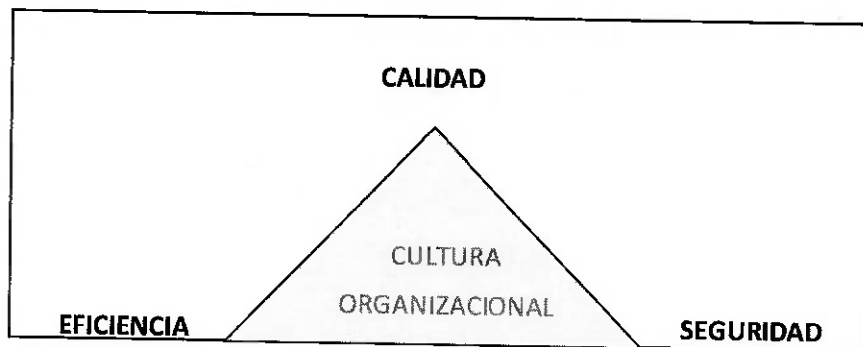 CALIDAD
CULTURA
ORGANIZACIONAL
EFICIENCIA
SEGURIDAD